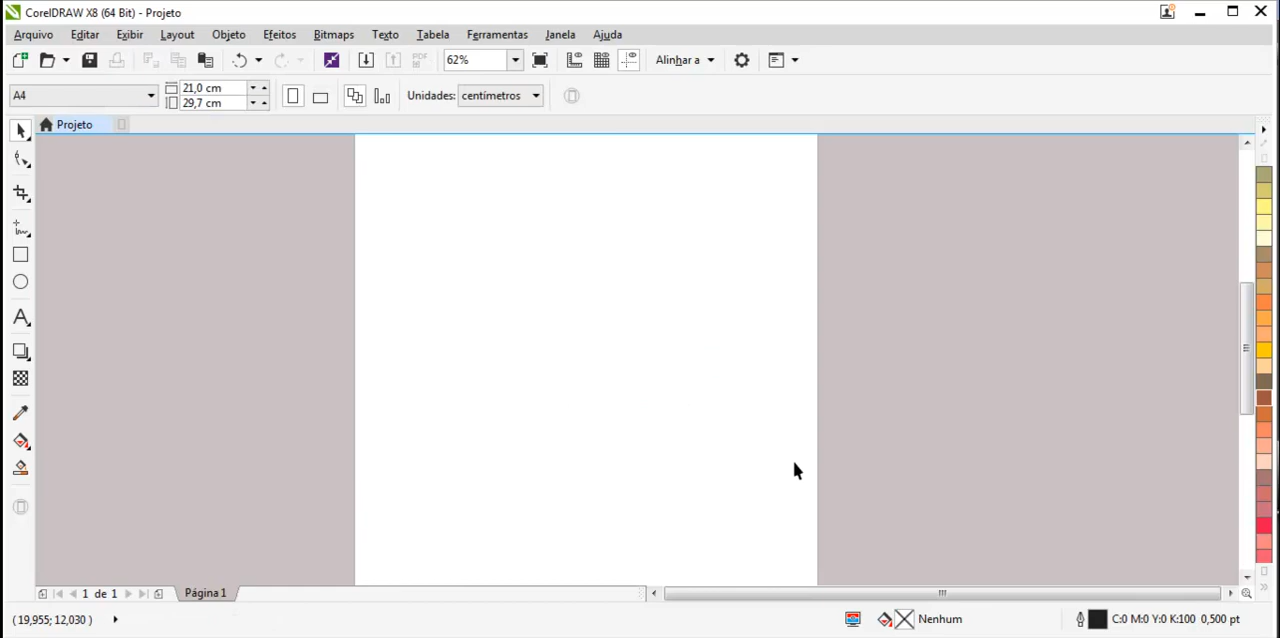 CorelDRAW X8 (64 Bit) - Projeto
Arquivo Editar Exibir Layout Objeto Efeitos Bitmaps Texto Tabela Ferramentas Janela Ajuda
PDF 62% Alinhar a
A4 21,0 cm Unidades: centímetros
29,7 cm
Projeto
1 de 1 Página 1
( 19,955; 12,030 ) Nenhum C:0 M:0 Y:0 K:100 0,500 pt